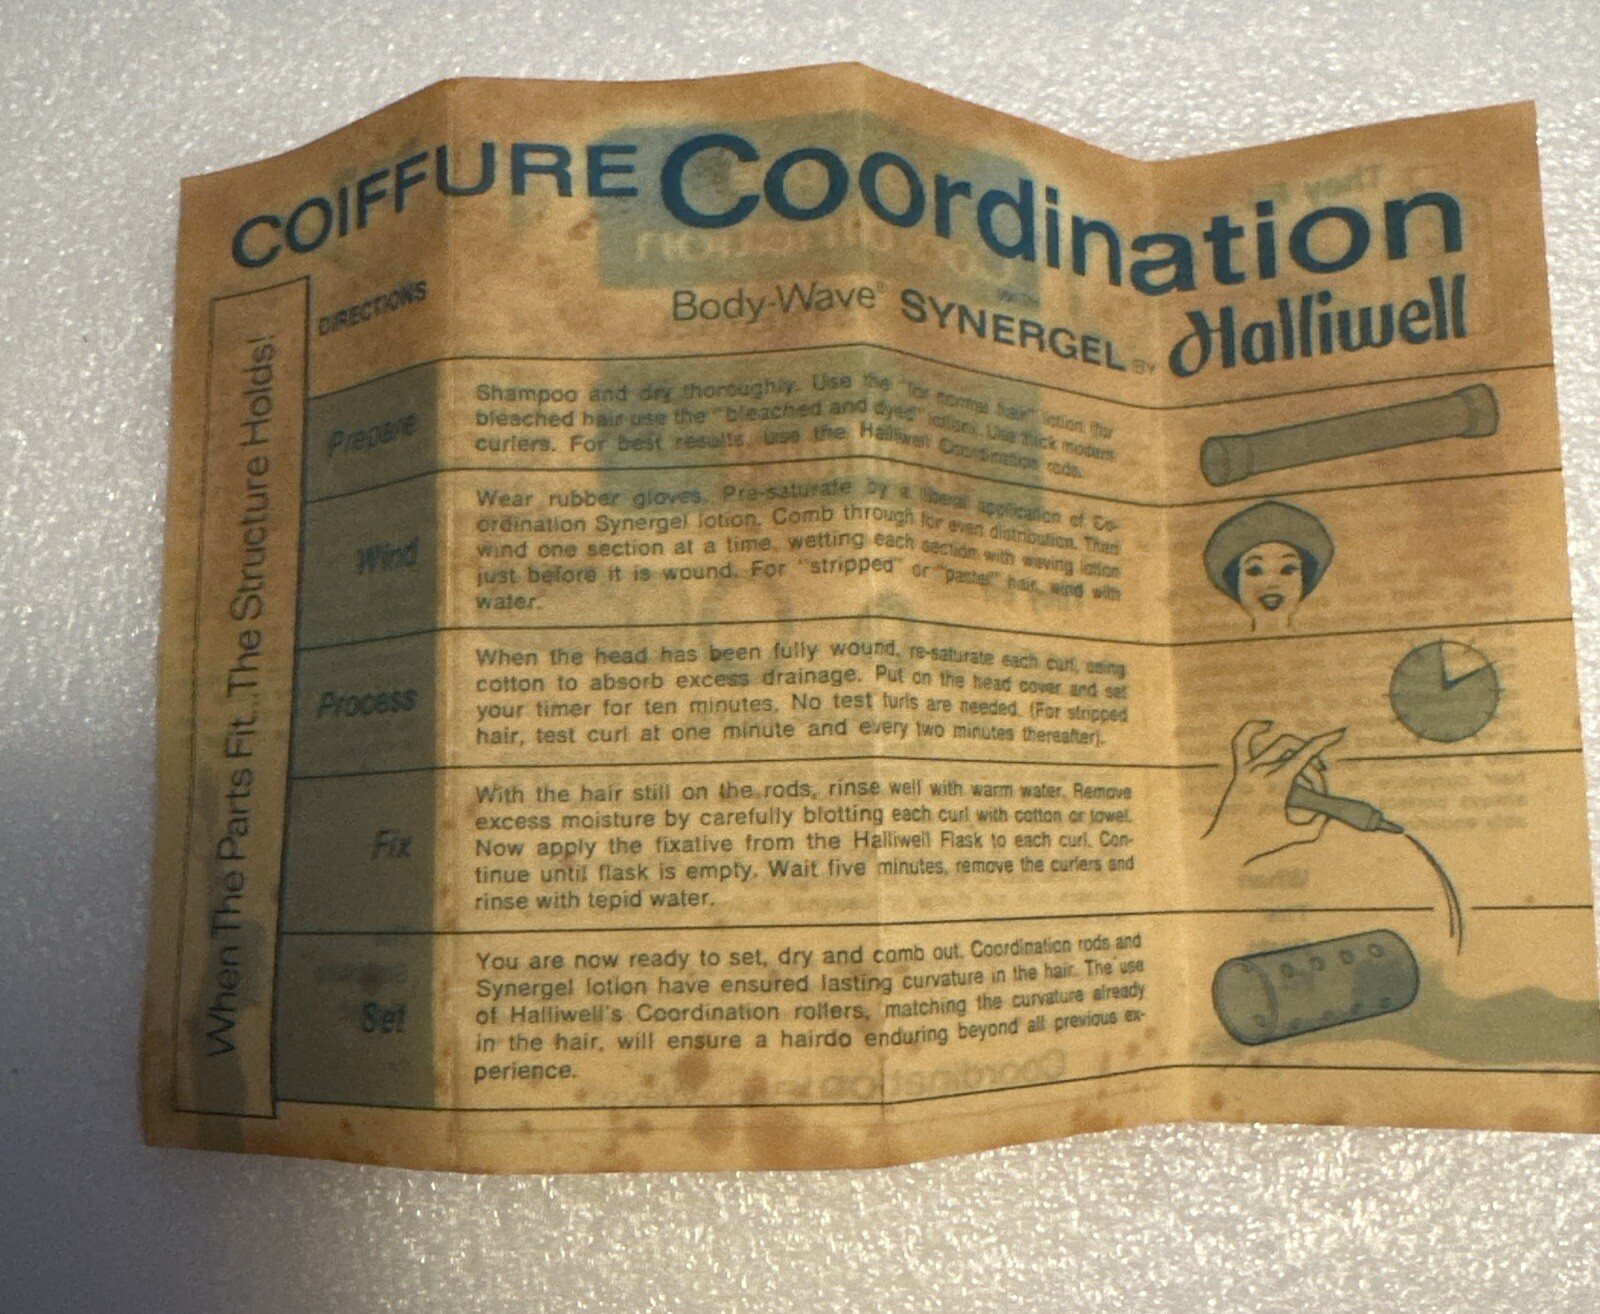 COIFFURE Coordination
Body-Wave® SYNERGEL BY Halliwell
When The Parts Fit...The Structure Holds!
DIRECTIONS
Prepare
Shampoo and dry thoroughly. Use the "for normal hair" lotion (for
bleached hair use the "bleached and dyed" lotion). Use thick modern
curlers. For best results, use the Halliwell Coordination rods.
Wind
Wear rubber gloves. Pre-saturate by a liberal application of Co-
ordination Synergel lotion. Comb through for even distribution. Then
wind one section at a time, wetting each section with waving lotion
just before it is wound. For "stripped" or "pastel" hair, wind with
water.
Process
When the head has been fully wound, re-saturate each curl, using
cotton to absorb excess drainage. Put on the head cover and set
your timer for ten minutes. No test furls are needed. (For stripped
hair, test curl at one minute and every two minutes thereafter).
Fix
With the hair still on the rods, rinse well with warm water. Remove
excess moisture by carefully blotting each curl with cotton or towel.
Now apply the fixative from the Halliwell Flask to each curl. Con-
tinue until flask is empty. Wait five minutes, remove the curlers and
rinse with tepid water.
Set
You are now ready to set, dry and comb out. Coordination rods and
Synergel lotion have ensured lasting curvature in the hair. The use
of Halliwell's Coordination rollers, matching the curvature already
in the hair, will ensure a hairdo enduring beyond all previous ex-
perience.